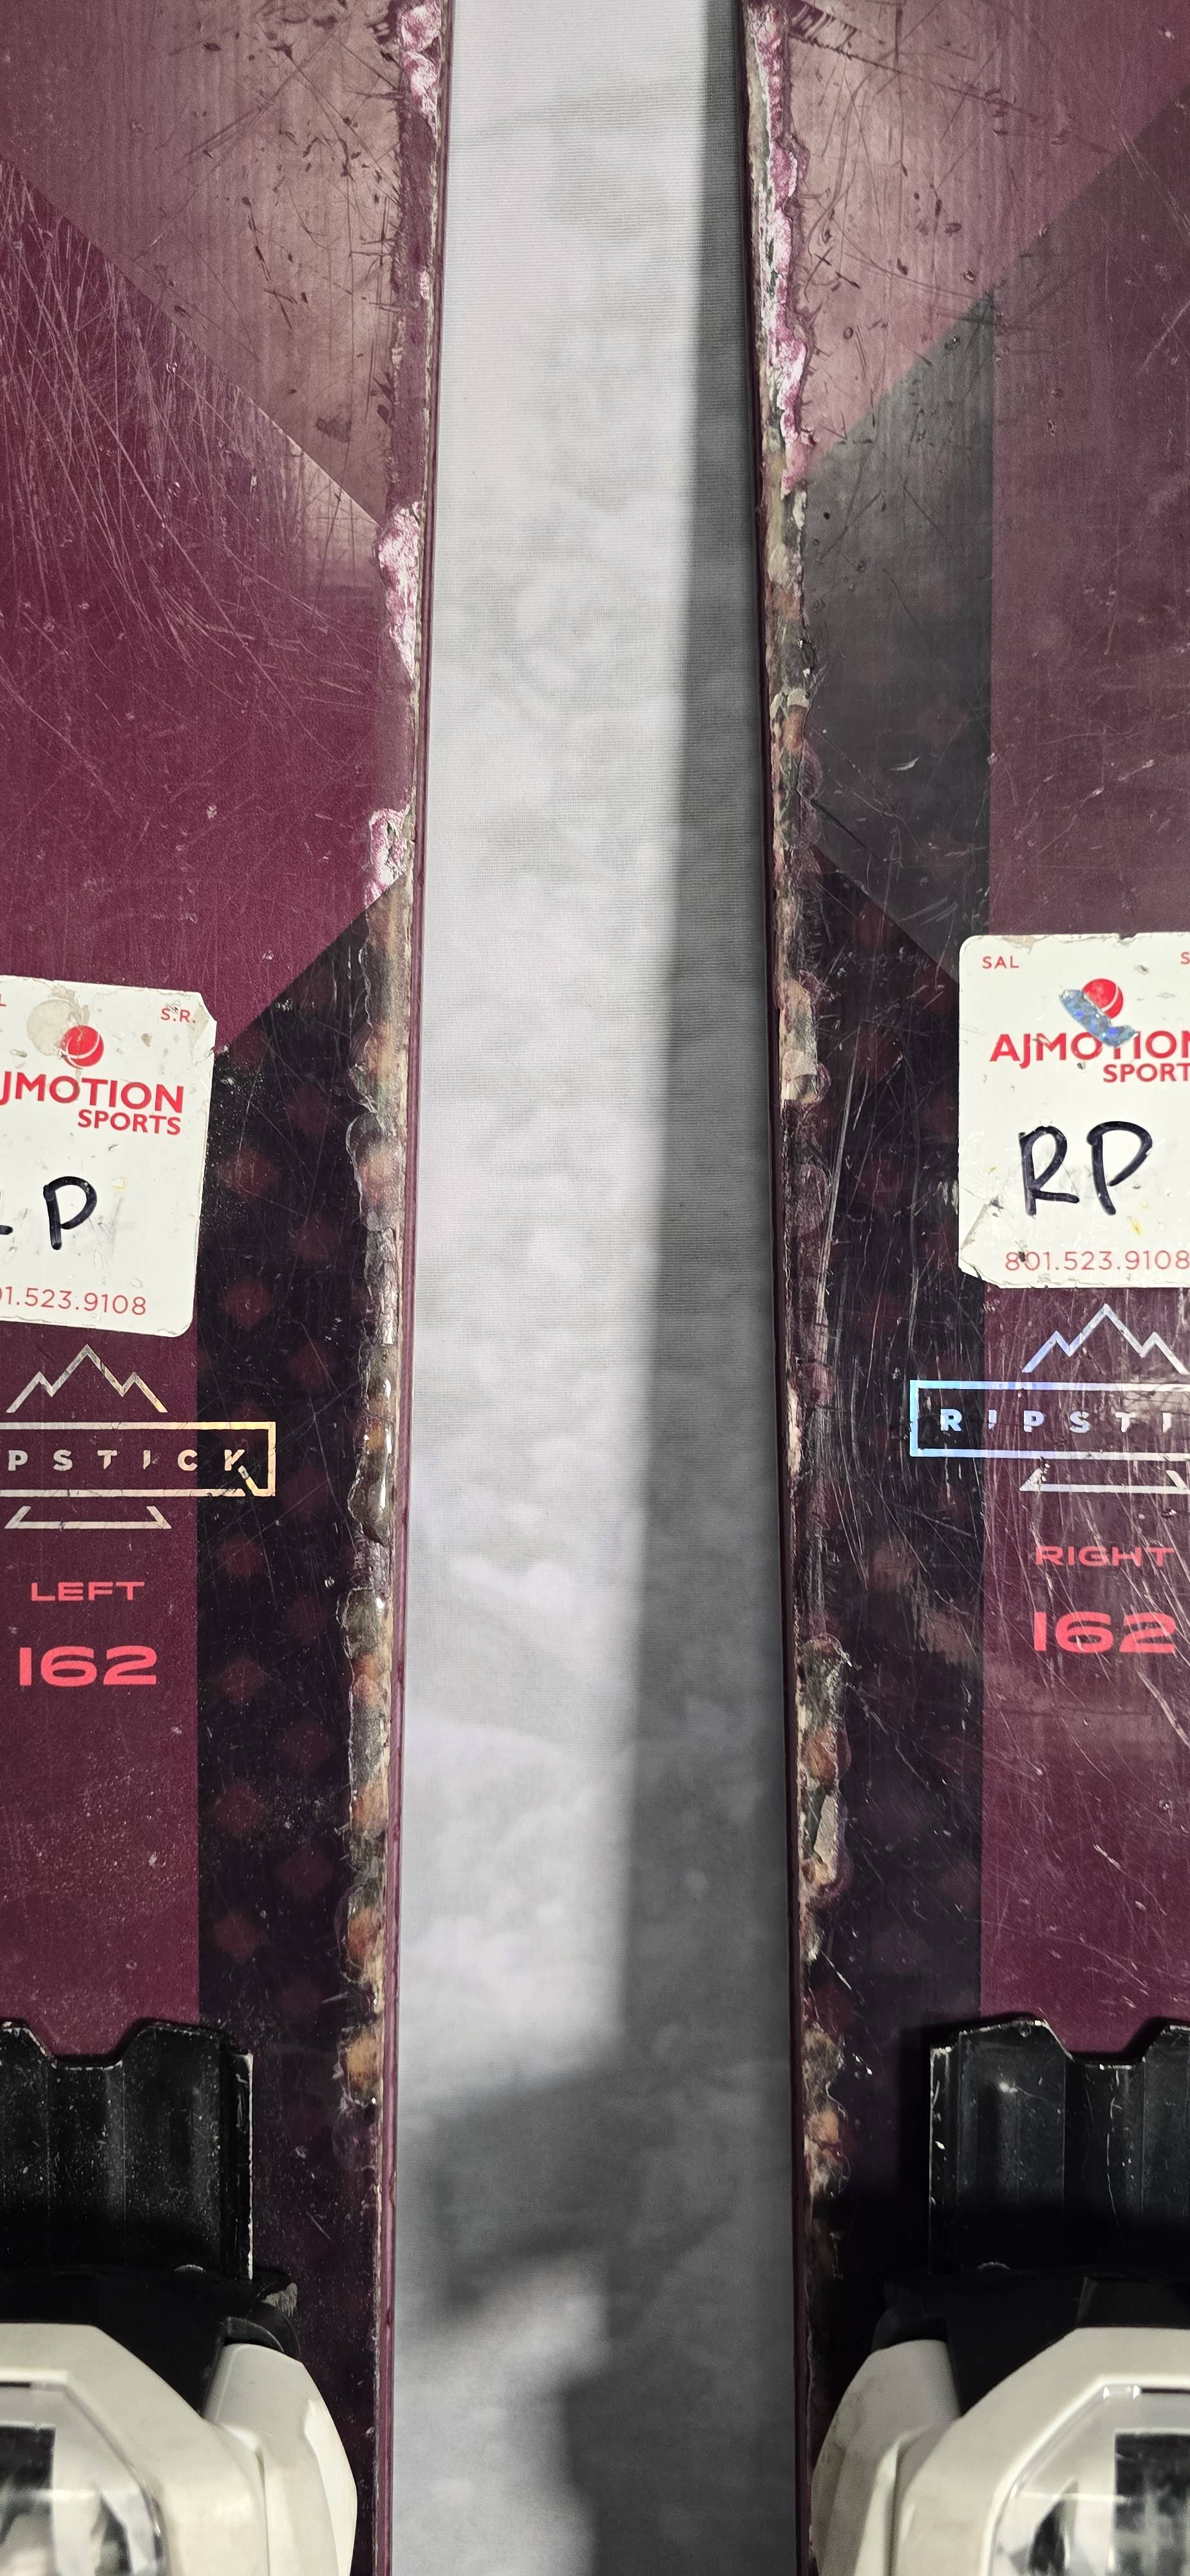 S.R.
JMOTION
SPORTS
P
01.523.9108
PSTICK
LEFT
162
SAL
S
AJMOTION
SPORT
RP
801.523.9108
RIPSTI
RIGHT
162